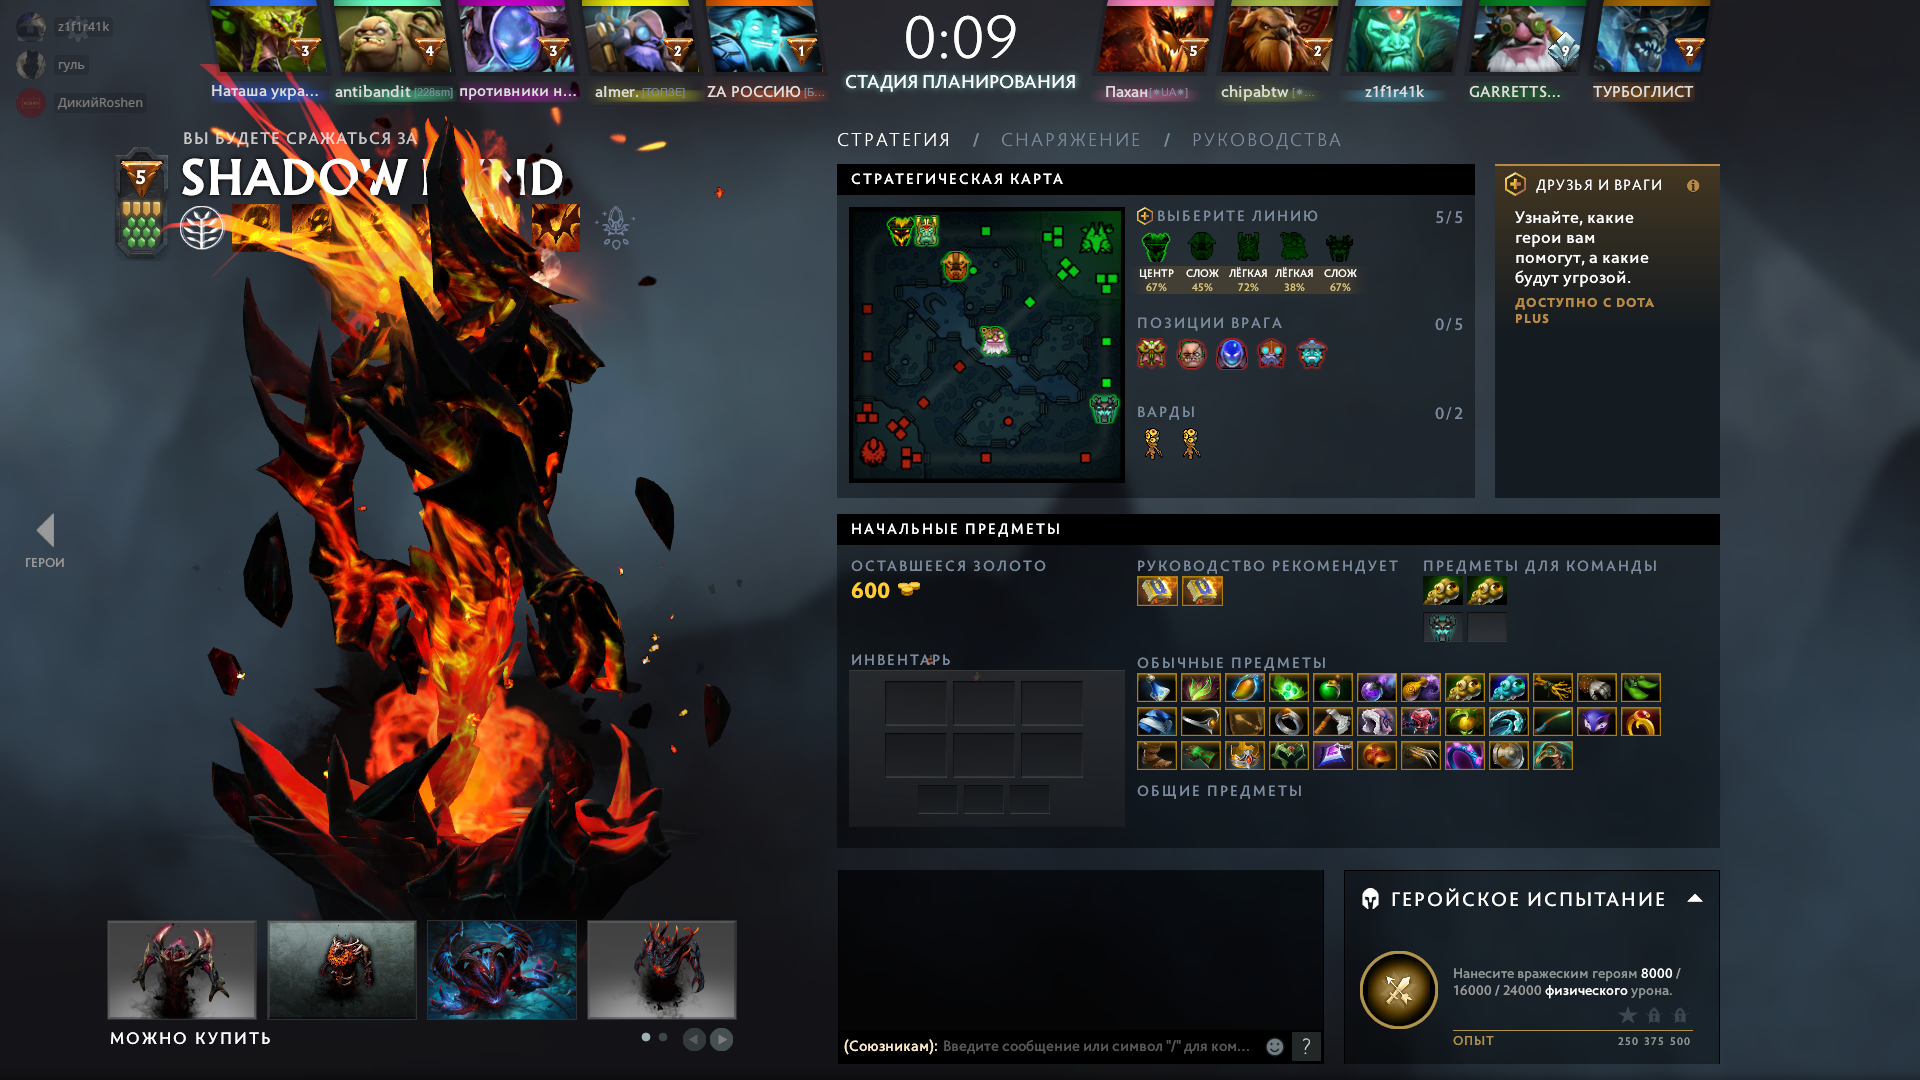 z1f1r41k
гуль
ДикийRoshen
3
4
3
2
1
5
2
9
2
Наташа укра...
antibandit [228sm]
противники н...
almer. [ТОПЗЕ]
ZA РОССИЮ [Б...
0:09
СТАДИЯ ПЛАНИРОВАНИЯ
Пахан[★UA★]
chipabtw
z1f1r41k
GARRETTS...
ТУРБОГЛИСТ
ВЫ БУДЕТЕ СРАЖАТЬСЯ ЗА
5
SHADOW
СТРАТЕГИЯ / СНАРЯЖЕНИЕ / РУКОВОДСТВА
СТРАТЕГИЧЕСКАЯ КАРТА
ВЫБЕРИТЕ ЛИНИЮ 5/5
ЦЕНТР СЛОЖ ЛЁГКАЯ ЛЁГКАЯ СЛОЖ
67% 45% 72% 38% 67%
ПОЗИЦИИ ВРАГА 0/5
ВАРДЫ 0/2
ДРУЗЬЯ И ВРАГИ
Узнайте, какие
герои вам
помогут, а какие
будут угрозой.
ДОСТУПНО С DOTA
PLUS
ГЕРОИ
НАЧАЛЬНЫЕ ПРЕДМЕТЫ
ОСТАВШЕЕСЯ ЗОЛОТО
600
РУКОВОДСТВО РЕКОМЕНДУЕТ
ПРЕДМЕТЫ ДЛЯ КОМАНДЫ
ИНВЕНТАРЬ
ОБЫЧНЫЕ ПРЕДМЕТЫ
ОБЩИЕ ПРЕДМЕТЫ
МОЖНО КУПИТЬ
(Союзникам): Введите сообщение или символ "/" для ком...
?
ГЕРОЙСКОЕ ИСПЫТАНИЕ
Нанесите вражеским героям 8000 /
16000 / 24000 физического урона.
ОПЫТ 250 375 500